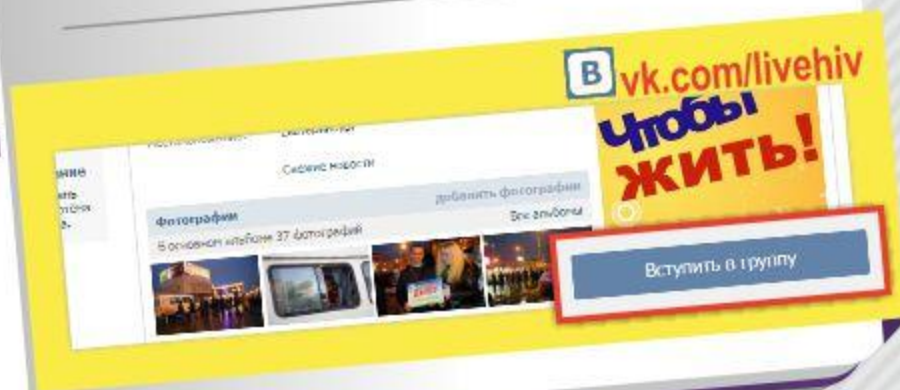 В vk.com/livehiv
Чтобы
ЖИТЬ!
Свежие новости
Фотографии
добавить фотографии
В основном альбоме 37 фотографий
Все альбомы
Вступить в группу